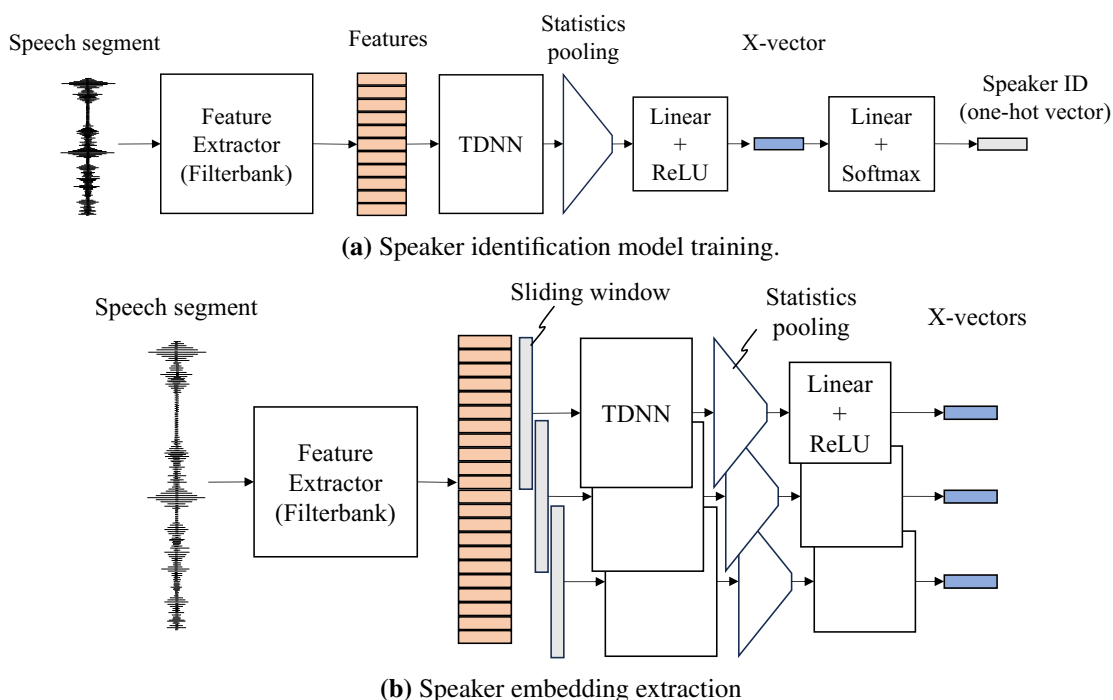 Speech segment
Features
Statistics
pooling
X-vector
Speaker ID
(one-hot vector)
Feature
Extractor
(Filterbank)
TDNN
Linear
+
ReLU
Linear
+
Softmax
(a) Speaker identification model training.
Speech segment
Sliding window
Statistics
pooling
X-vectors
Feature
Extractor
(Filterbank)
TDNN
Linear
+
ReLU
(b) Speaker embedding extraction